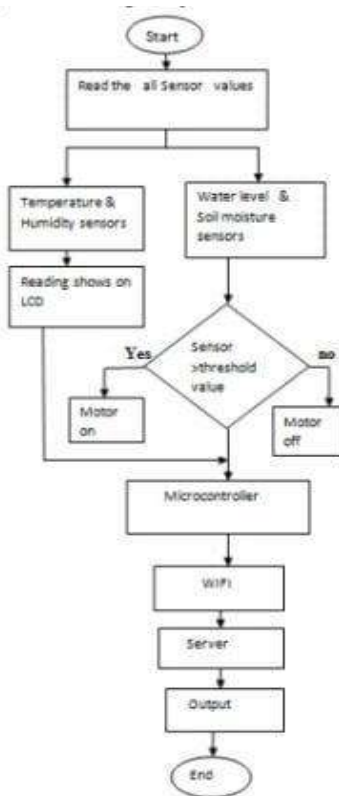 Start
Read the all Sensor values
Temperature &
Humidity sensors
Water level &
Soil moisture
sensors
Reading shows on
LCD
Yes
Sensor
>threshold
value
no
Motor
on
Motor
off
Microcontroller
WIFI
Server
Output
End